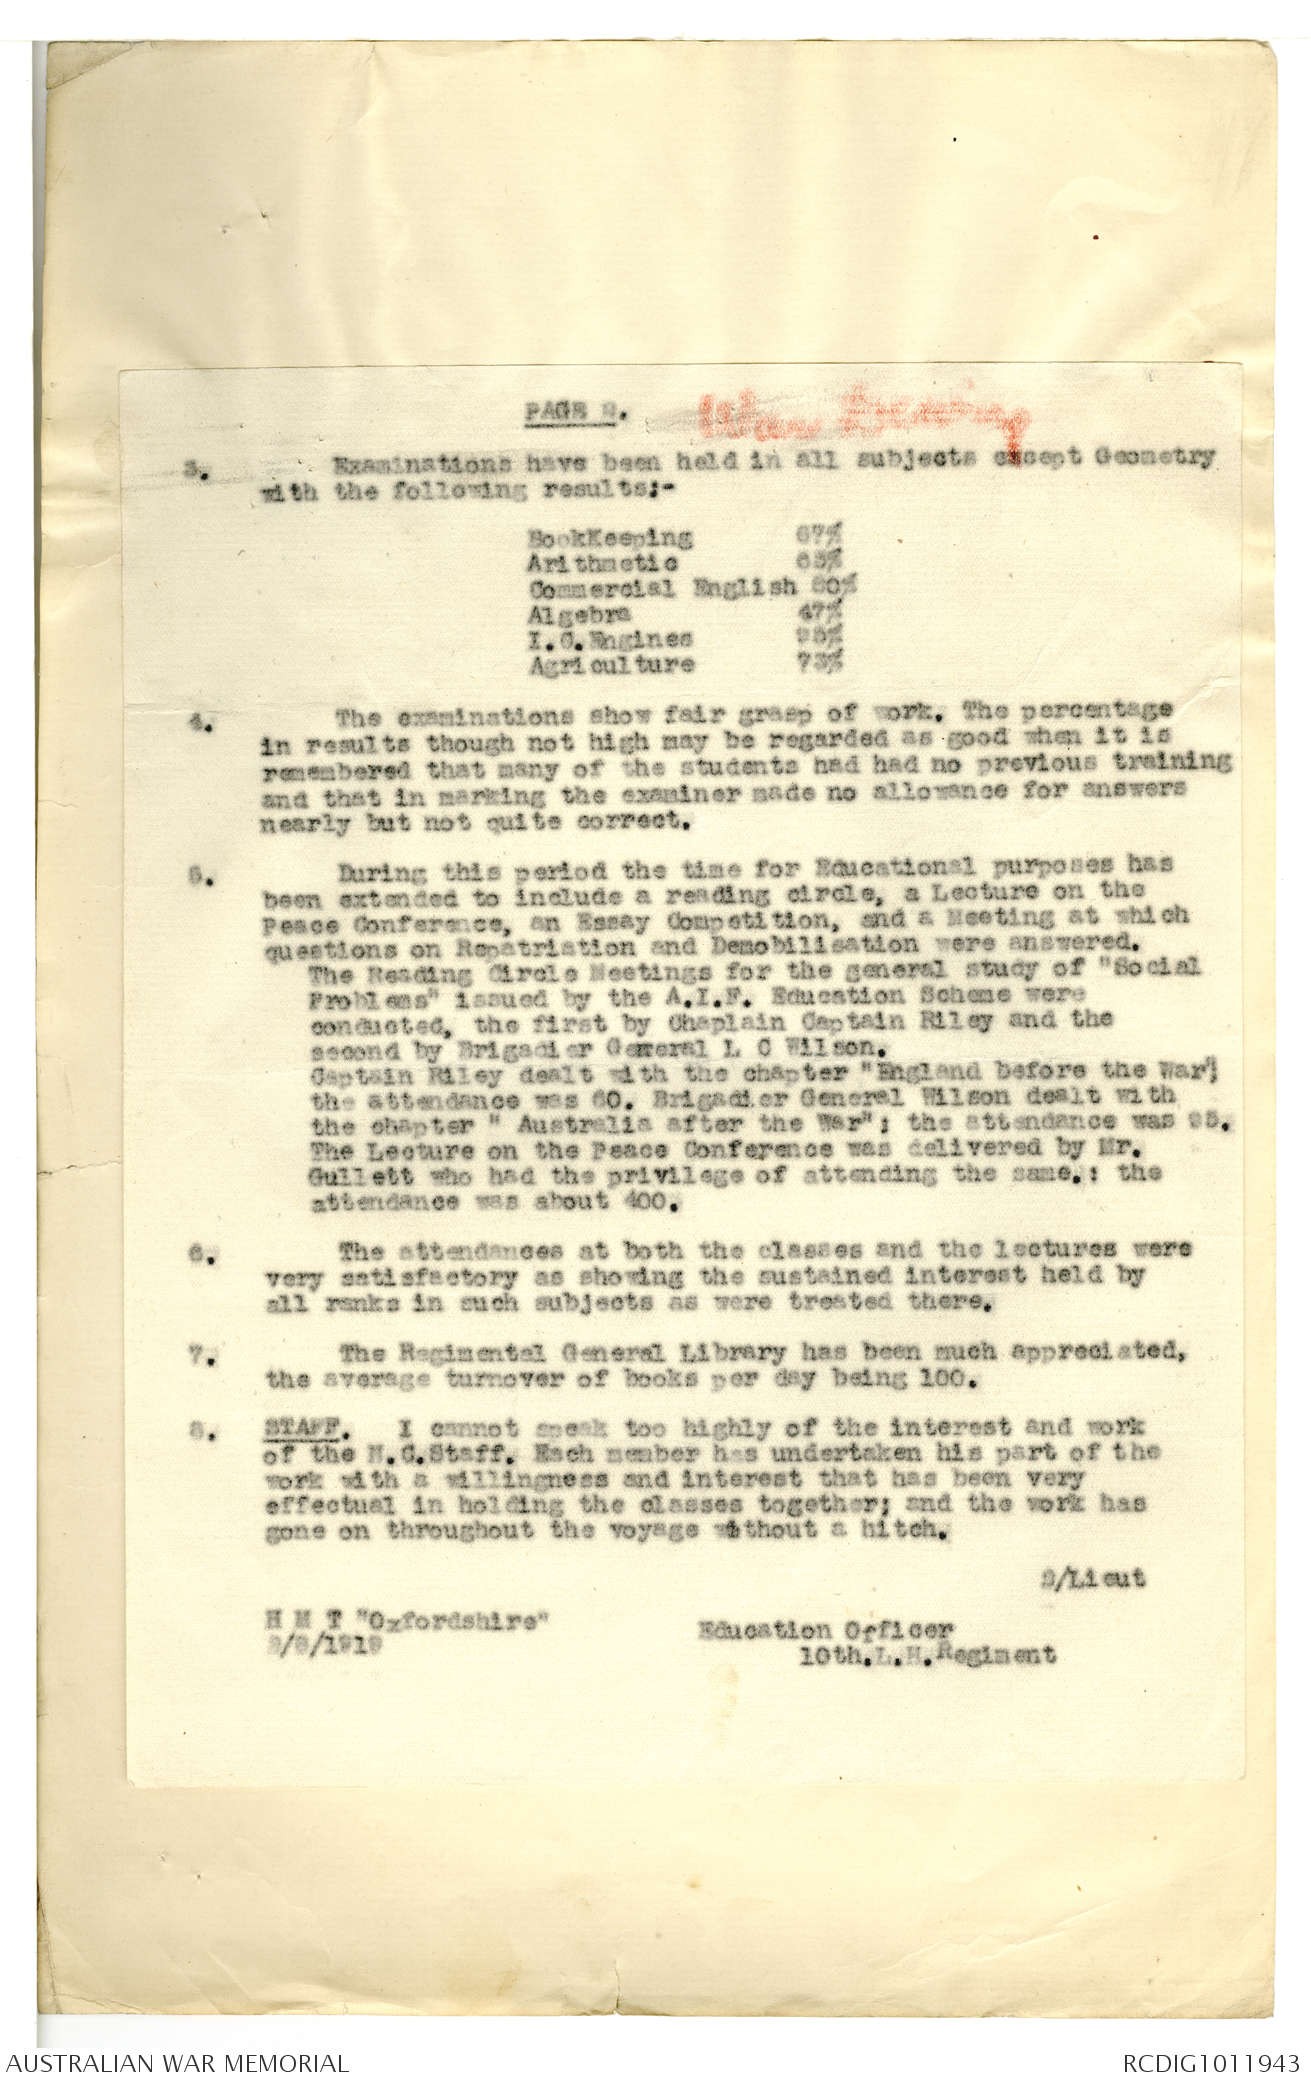 PAGE 2.
War Diary
3. Examinations have been held in all subjects except Geometry
with the following results;-
BookKeeping 67%
Arithmetic 63%
Commercial English 60%
Algebra 47%
I.C.Engines
Agriculture 73%
4. The examinations show fair grasp of work. The percentage
in results though not high may be regarded as good when it is
remembered that many of the students had had no previous training
and that in marking the examiner made no allowance for answers
nearly but not quite correct.
5. During this period the time for Educational purposes has
been extended to include a reading circle, a Lecture on the
Peace Conference, an Essay Competition, and a Meeting at which
questions on Repatriation and Demobilisation were answered.
The Reading Circle Meetings for the general study of "Social
Problems" issued by the A.I.F. Education Scheme were
conducted, the first by Chaplain Captain Riley and the
second by Brigadier General L C Wilson.
Captain Riley dealt with the chapter "England before the War";
the attendance was 60. Brigadier General Wilson dealt with
the chapter " Australia after the War"; the attendance was
The Lecture on the Peace Conference was delivered by Mr.
Gullett who had the privilege of attending the same.: the
attendance was about 400.
6. The attendances at both the classes and the lectures were
very satisfactory as showing the sustained interest held by
all ranks in such subjects as were treated there.
7. The Regimental General Library has been much appreciated,
the average turnover of books per day being 100.
8. STAFF. I cannot speak too highly of the interest and work
of the N.C.Staff. Each member has undertaken his part of the
work with a willingness and interest that has been very
effectual in holding the classes together; and the work has
gone on throughout the voyage without a hitch.
2/Lieut
H M T "Oxfordshire" Education Officer
/8/1919 10th.L.H.Regiment
AUSTRALIAN WAR MEMORIAL RCDIG1011943